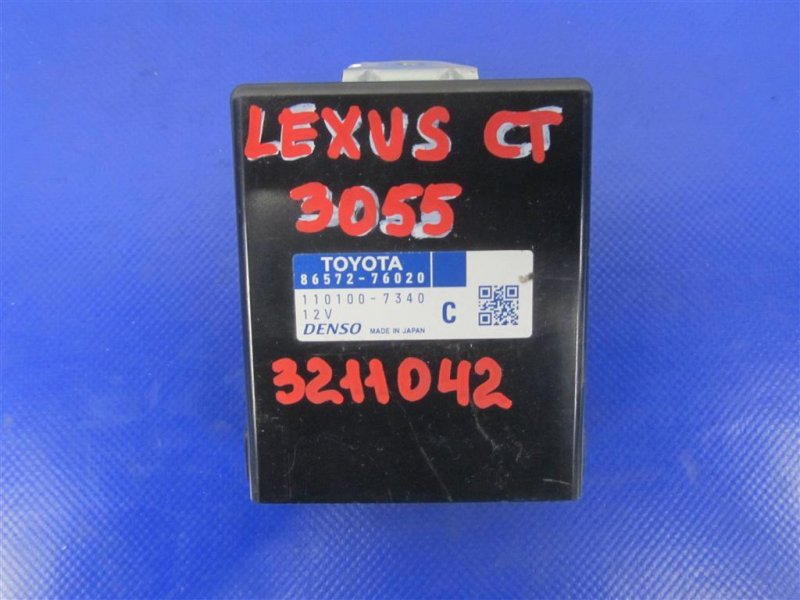 LEXUS CT
3055
TOYOTA
86572-76020
110100-7340
12V C
DENSO MADE IN JAPAN
3211042